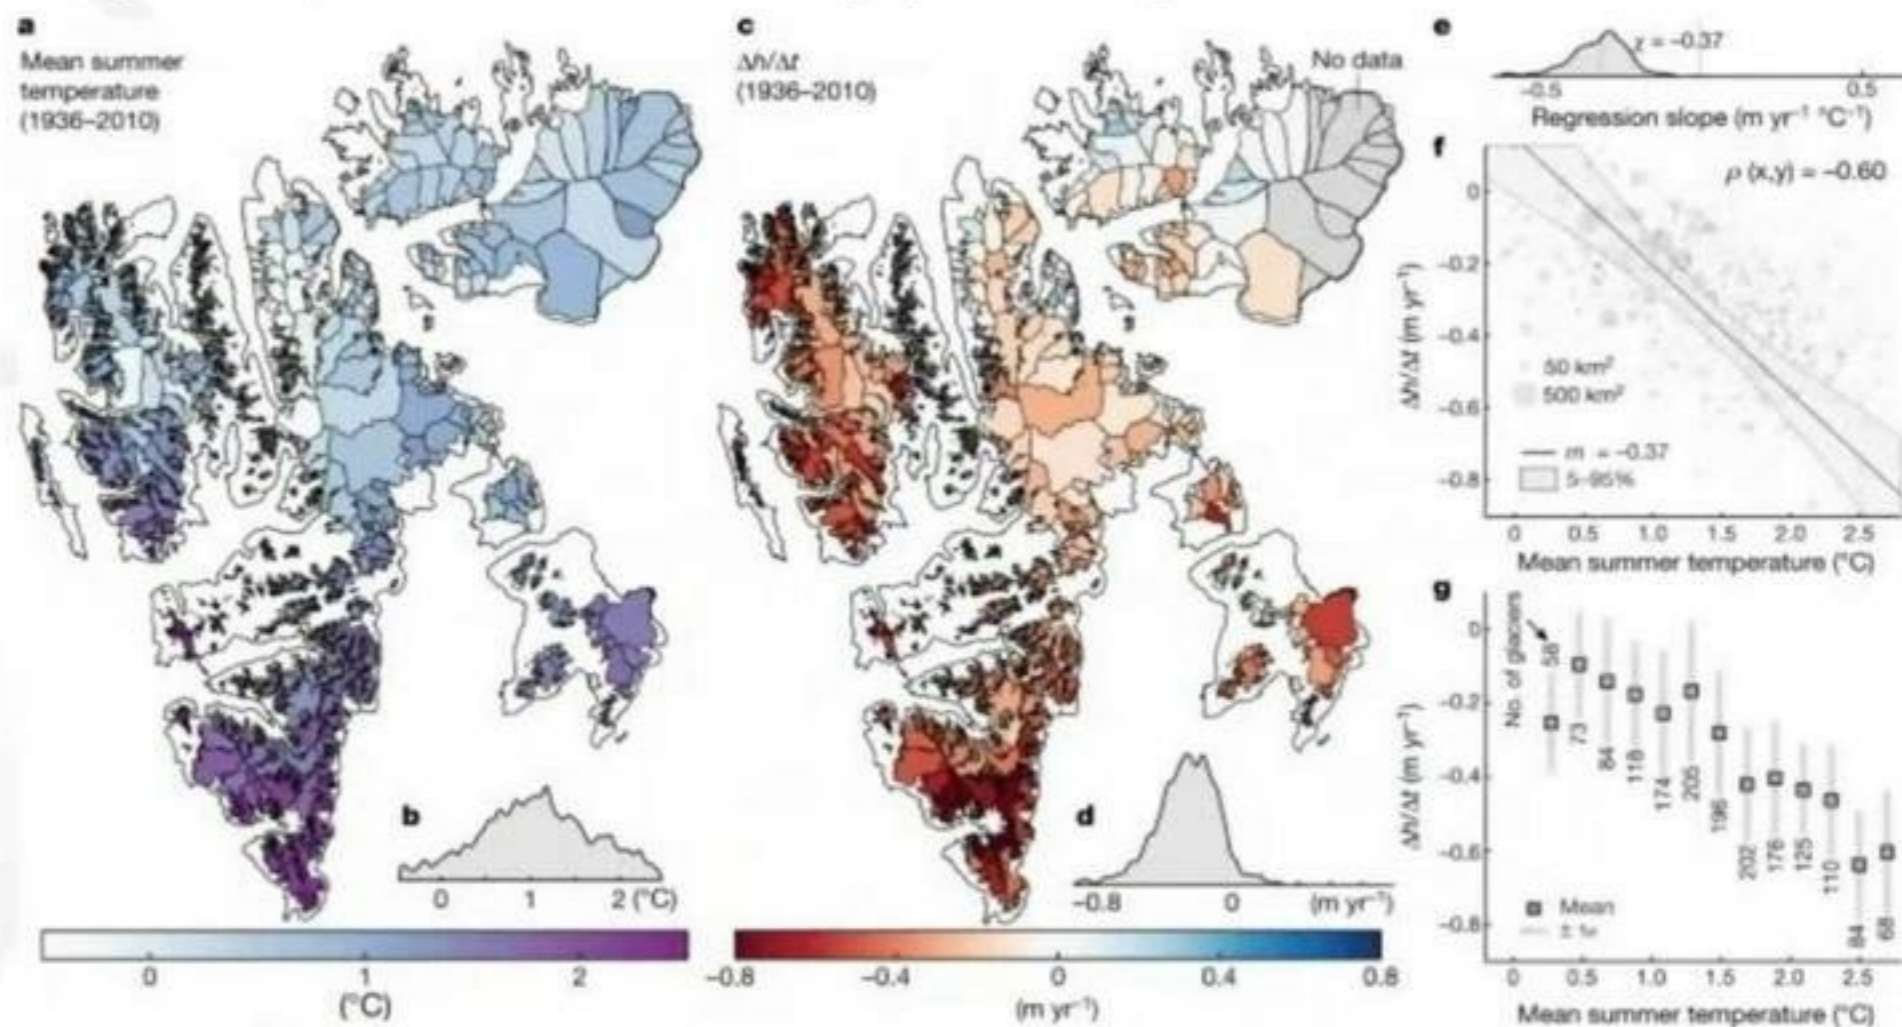 a
Mean summer
temperature
(1936–2010)
b
0 1 2 (°C)
0 1 2
(°C)
c
Δh/Δt
(1936–2010)
No data
d
−0.8 0 (m yr⁻¹)
−0.8 −0.4 0 0.4 0.8
(m yr⁻¹)
e
= −0.37
−0.5 0.5
Regression slope (m yr⁻¹ °C⁻¹)
f
ρ (x,y) = −0.60
0
−0.2
−0.4
−0.6
−0.8
Δh/Δt (m yr⁻¹)
50 km²
500 km²
m = −0.37
5–95%
0 0.5 1.0 1.5 2.0 2.5
Mean summer temperature (°C)
g
No. of glaciers
58 73 84 118 174 205 196 202 176 125 110 84 68
0
−0.2
−0.4
−0.6
−0.8
Δh/Δt (m yr⁻¹)
Mean
0 0.5 1.0 1.5 2.0 2.5
Mean summer temperature (°C)